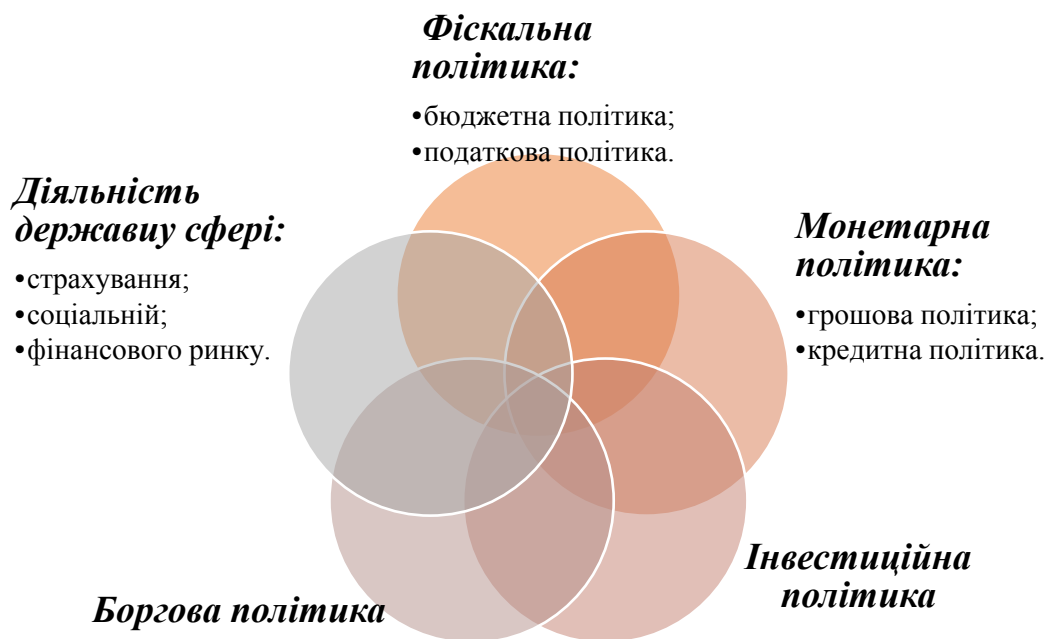 Фіскальна
політика:
•бюджетна політика;
•податкова політика.
Діяльність
державиу сфері:
•страхування;
•соціальній;
•фінансового ринку.
Монетарна
політика:
•грошова політика;
•кредитна політика.
Інвестиційна
політика
Боргова політика